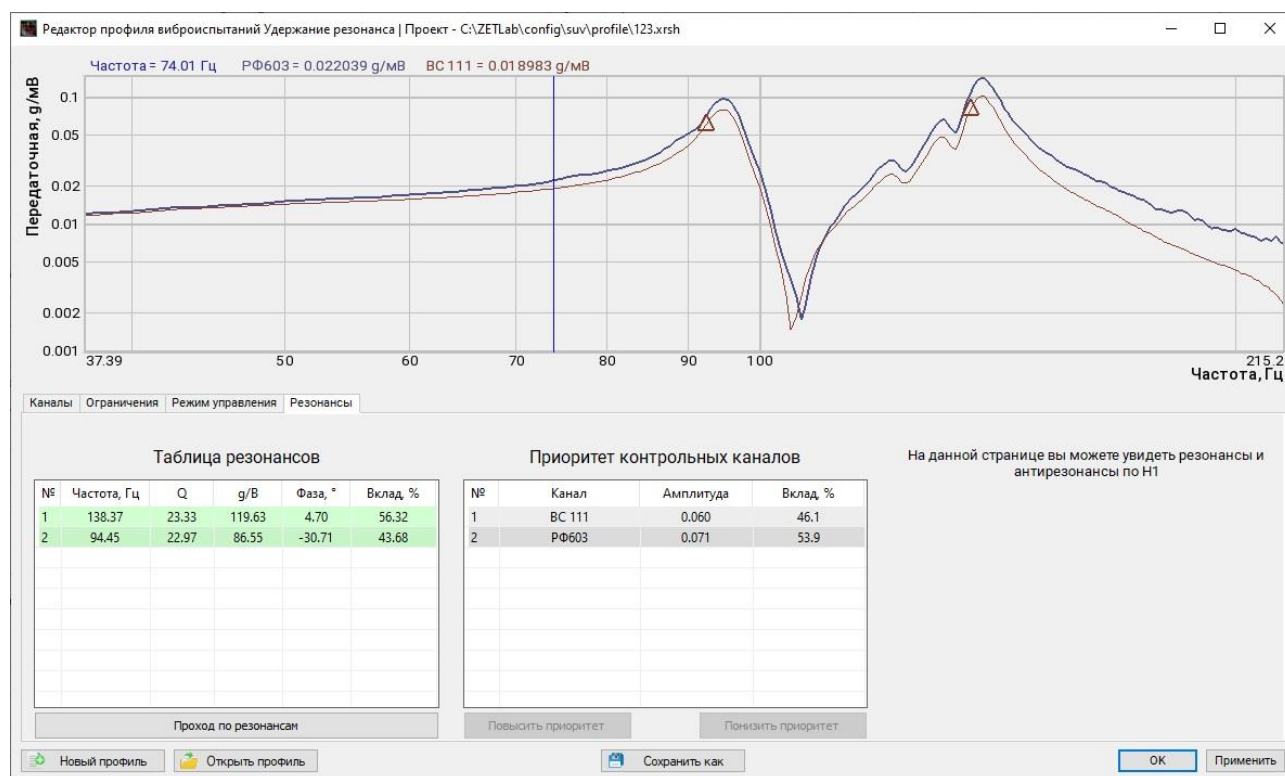 Редактор профиля виброиспытаний Удержание резонанса | Проект - C:\ZETLab\config\suv\profile\123.xrsh
Частота = 74.01 Гц РФ603 = 0.022039 g/мВ ВС 111 = 0.018983 g/мВ
Передаточная, g/мВ
0.1
0.05
0.02
0.01
0.005
0.002
0.001
37.39 50 60 70 80 90 100 215.2
Частота, Гц
Каналы Ограничения Режим управления Резонансы
Таблица резонансов
№ Частота, Гц Q g/В Фаза, ° Вклад, %
1 138.37 23.33 119.63 4.70 56.32
2 94.45 22.97 86.55 -30.71 43.68
Проход по резонансам
Приоритет контрольных каналов
№ Канал Амплитуда Вклад, %
1 ВС 111 0.060 46.1
2 РФ603 0.071 53.9
Повысить приоритет Понизить приоритет
На данной странице вы можете увидеть резонансы и
антирезонансы по H1
Новый профиль Открыть профиль Сохранить как OK Применить